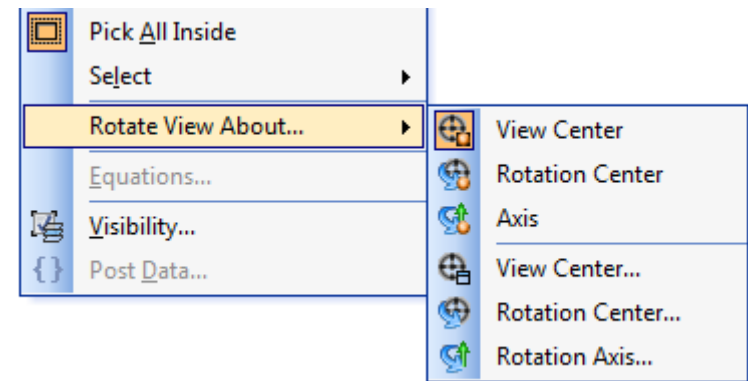 Pick All Inside
Select
Rotate View About...
Equations...
Visibility...
Post Data...
View Center
Rotation Center
Axis
View Center...
Rotation Center...
Rotation Axis...